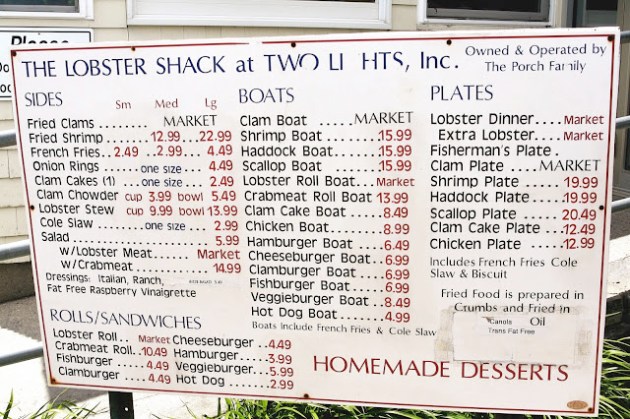 Please
THE LOBSTER SHACK at TWO LI HTS, Inc.
Owned & Operated by
The Porch Family
SIDES
Sm Med Lg
Fried Clams ........ MARKET
Fried Shrimp ......12.99 ...22.99
French Fries..2.49 ..2.99 ..4.49
Onion Rings .....one size .. 4.49
Clam Cakes (1) ...one size .. 2.49
Clam Chowder cup 3.99 bowl 5.49
Lobster Stew cup 9.99 bowl 13.99
Cole Slaw ........ one size .. 2.99
Salad .................. 5.99
w/Lobster Meat...... Market
w/Crabmeat ......... 14.99
Dressings: Italian, Ranch,
Fat Free Raspberry Vinaigrette
ROLLS/SANDWICHES
Lobster Roll .. Market
Crabmeat Roll..10.49
Fishburger .... 4.49
Clamburger .... 4.49
Cheeseburger ..4.49
Hamburger.....3.99
Veggieburger...5.99
Hot Dog .......2.99
BOATS
Clam Boat ..... MARKET
Shrimp Boat .......15.99
Haddock Boat......15.99
Scallop Boat ......15.99
Lobster Roll Boat..Market
Crabmeat Roll Boat 13.99
Clam Cake Boat .....8.49
Chicken Boat........8.99
Hamburger Boat ....6.49
Cheeseburger Boat ..6.99
Clamburger Boat ....6.99
Fishburger Boat .....6.99
Veggieburger Boat ..8.49
Hot Dog Boat .......4.99
Boats Include French Fries & Cole Slaw
PLATES
Lobster Dinner....Market
Extra Lobster....Market
Fisherman's Plate .
Clam Plate .....MARKET
Shrimp Plate ......19.99
Haddock Plate.....19.99
Scallop Plate .....20.49
Clam Cake Plate ..12.49
Chicken Plate .....12.99
Includes French Fries Cole
Slaw & Biscuit
Fried Food is prepared in
Crumbs and Fried in
Canola Oil
Trans Fat Free
HOMEMADE DESSERTS